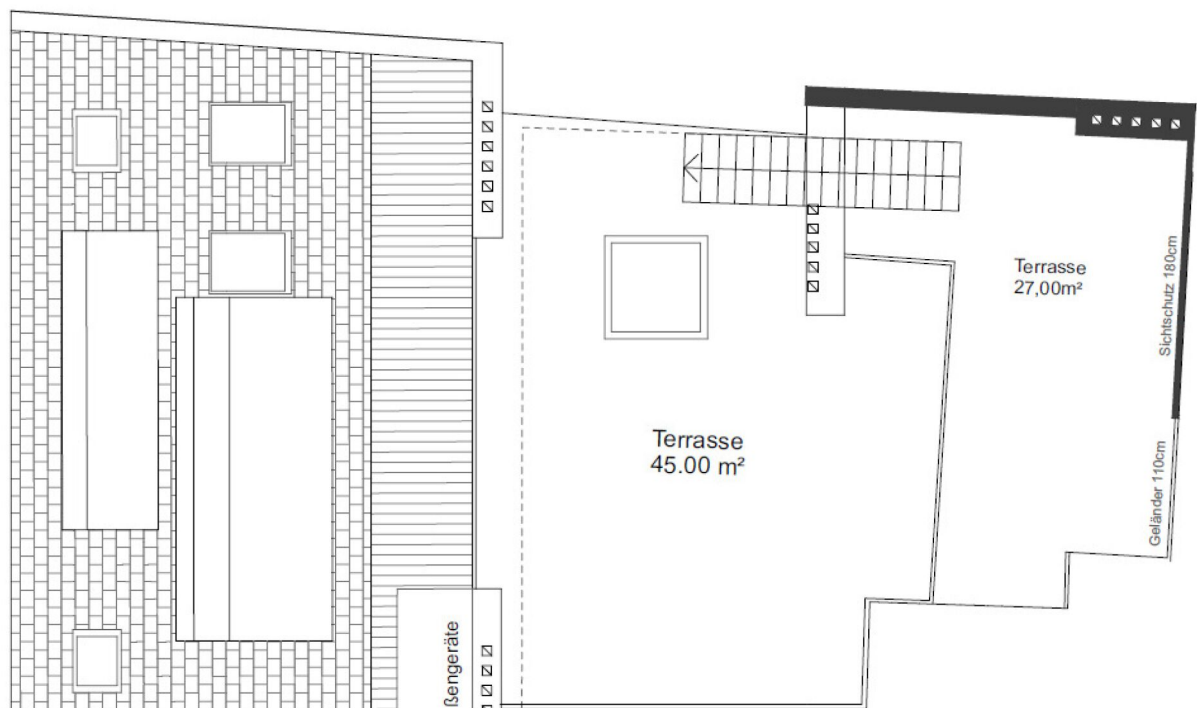 Terrasse
27,00m²
Sichtschutz 180cm
Terrasse
45.00 m²
Geländer 110cm
ßengeräte